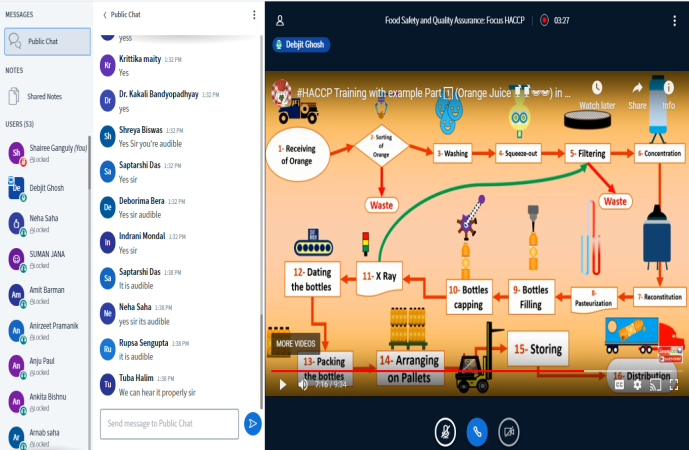 MESSAGES
Public Chat
NOTES
Shared Notes
USERS (53)
Sh
Shairee Ganguly (You)
Locked
De
Debjit Ghosh
Neha Saha
Locked
SUMAN JANA
Locked
Am
Amit Barman
Locked
An
Anirzeet Pramanik
Locked
An
Anju Paul
Locked
An
Ankita Bishnu
Locked
Ar
Arnab saha
Locked
Public Chat
yess
Kr
Krittika maity 1:32 PM
Yes
Dr
Dr. Kakali Bandyopadhyay 1:32 PM
yes
Sh
Shreya Biswas 1:32 PM
Yes Sir you're audible
Sa
Saptarshi Das 1:32 PM
Yes sir
De
Deborima Bera 1:32 PM
Yes sir audible
In
Indrani Mondal 1:32 PM
Yes sir
Sa
Saptarshi Das 1:38 PM
It is audible
Ne
Neha Saha 1:38 PM
yes sir its audible
Ru
Rupsa Sengupta 1:38 PM
it is audible
Tu
Tuba Halim 1:38 PM
We can hear it properly sir
Send message to Public Chat
Food Safety and Quality Assurance: Focus HACCP
03:27
Debjit Ghosh
#HACCP Training with example Part 1 (Orange Juice) in ...
Watch later
Share
Info
1- Receiving
of Orange
2- Sorting
of
Orange
3- Washing
4- Squeeze-out
5- Filtering
6- Concentration
Waste
Waste
12- Dating
the bottles
11- X Ray
10- Bottles
capping
9- Bottles
Filling
8-
Pasteurization
7- Reconstitution
MORE VIDEOS
13- Packing
the bottles
14- Arranging
on Pallets
15- Storing
16- Distribution
7:16 / 9:34